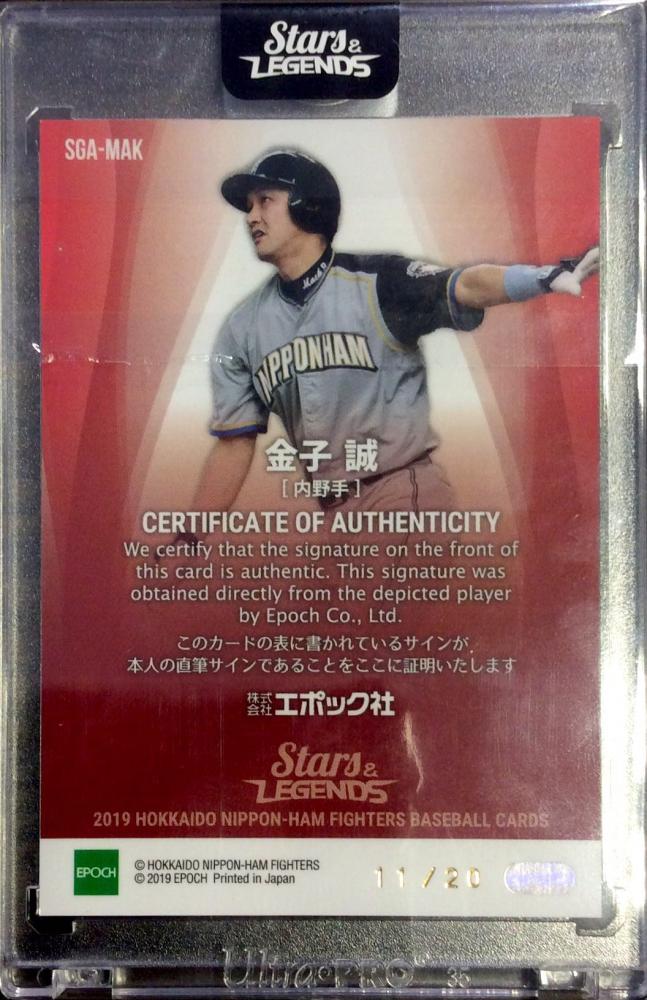 Stars &
LEGENDS
SGA-MAK
Mack 8
NIPPONHAM
金子 誠
[ 内野手 ]
CERTIFICATE OF AUTHENTICITY
We certify that the signature on the front of
this card is authentic. This signature was
obtained directly from the depicted player
by Epoch Co., Ltd.
このカードの表に書かれているサインが、
本人の直筆サインであることをここに証明いたします
株式会社 エポック社
Stars &
LEGENDS
2019 HOKKAIDO NIPPON-HAM FIGHTERS BASEBALL CARDS
EPOCH
© HOKKAIDO NIPPON-HAM FIGHTERS
© 2019 EPOCH Printed in Japan
11/20
Ultra·PRO 35